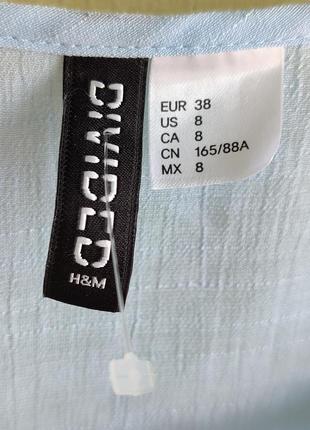 DIVIDED
H&M
EUR 38
US 8
CA 8
CN 165/88A
MX 8